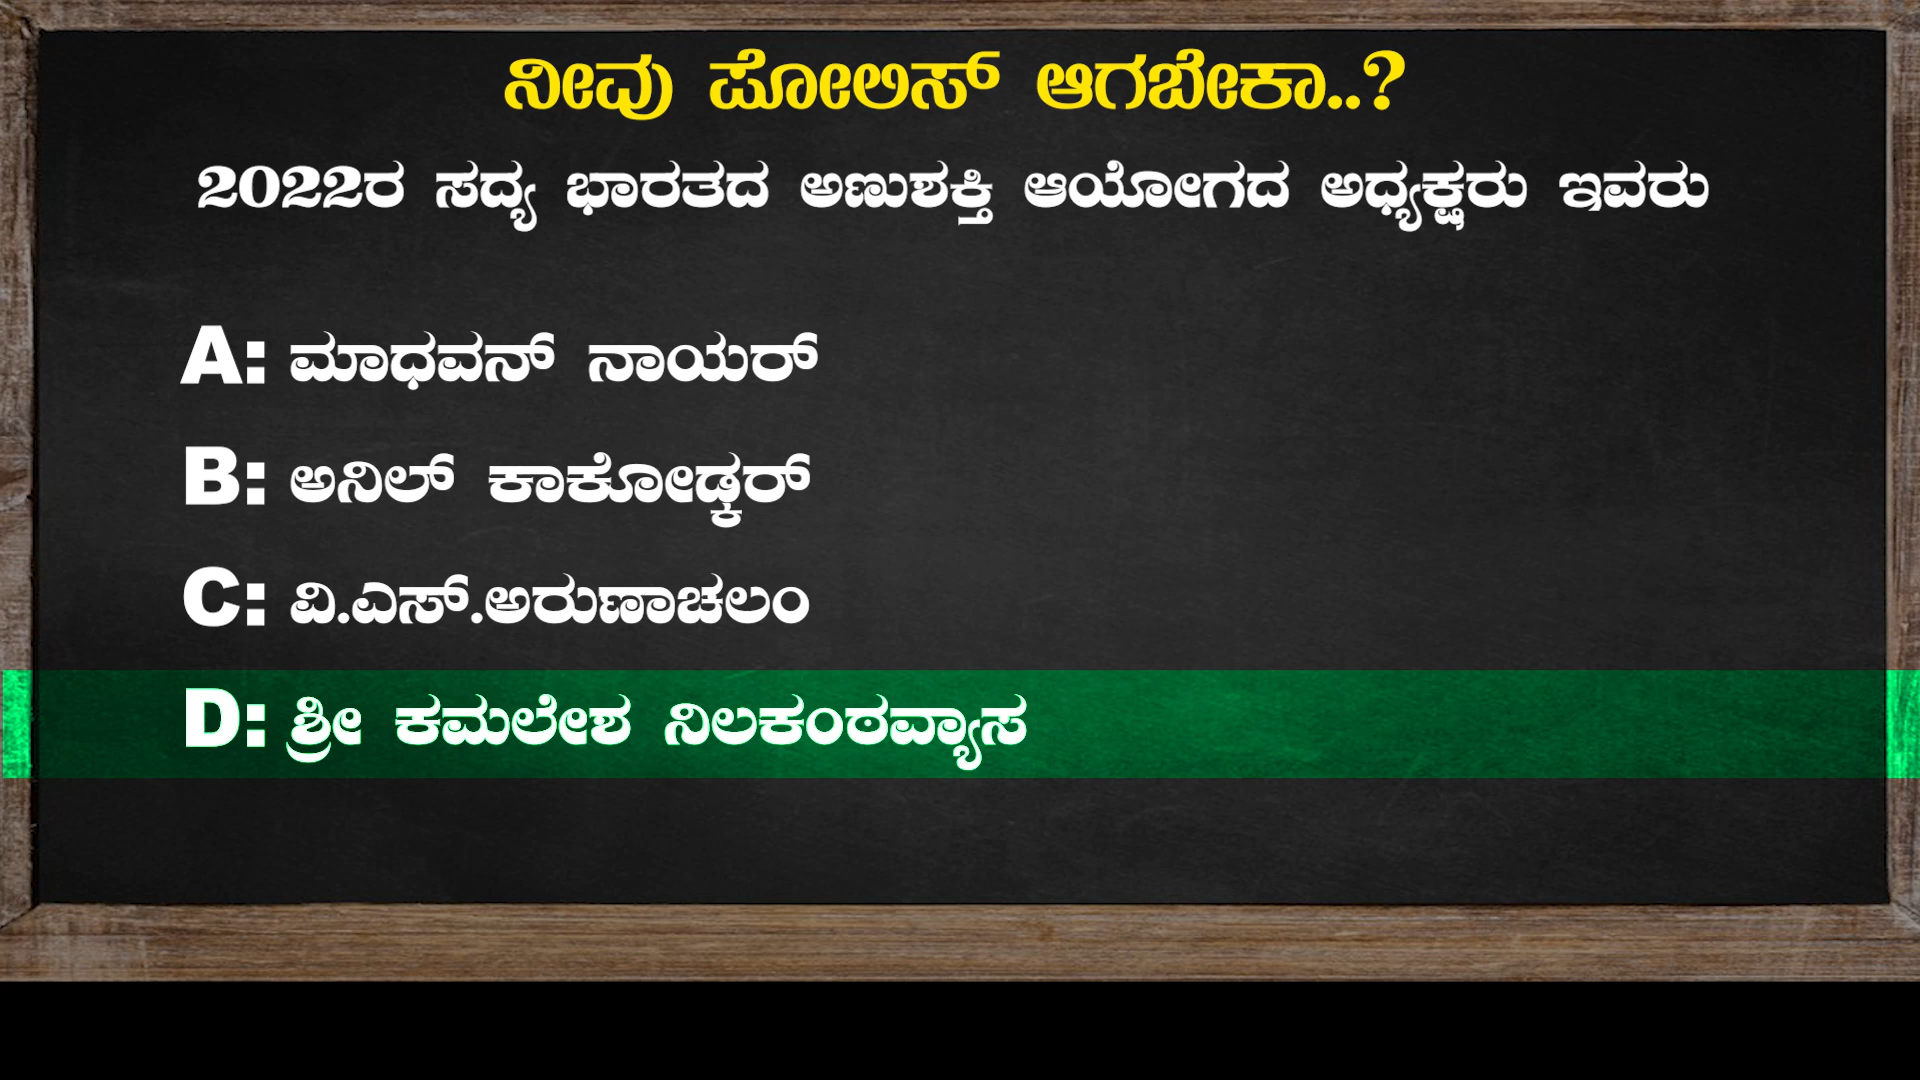 ನೀವು ಪೋಲಿಸ್ ಆಗಬೇಕಾ..?
2022ರ ಸದ್ಯ ಭಾರತದ ಅಣುಶಕ್ತಿ ಆಯೋಗದ ಅಧ್ಯಕ್ಷರು ಇವರು
A: ಮಾಧವನ್ ನಾಯರ್
B: ಅನಿಲ್ ಕಾಕೋಡ್ಕರ್
C: ವಿ.ಎಸ್.ಅರುಣಾಚಲಂ
D: ಶ್ರೀ ಕಮಲೇಶ ನಿಲಕಂಠವ್ಯಾಸ